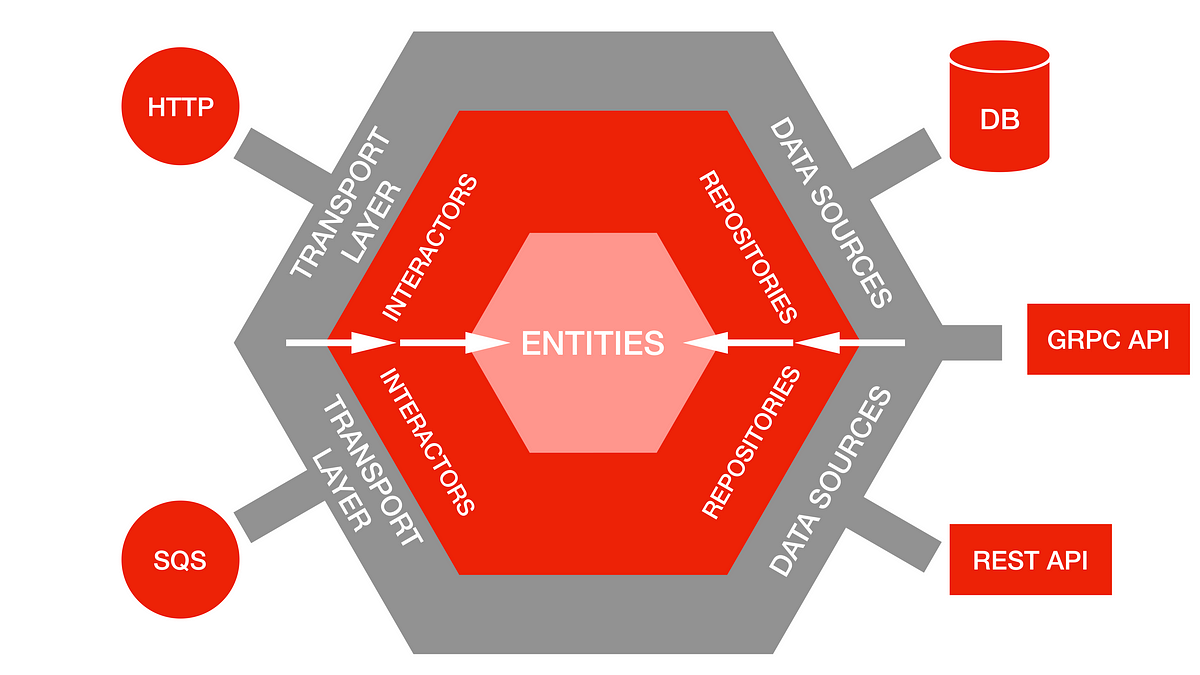 HTTP
TRANSPORT
LAYER
INTERACTORS
REPOSITORIES
DATA SOURCES
DB
ENTITIES
GRPC API
TRANSPORT
LAYER
INTERACTORS
REPOSITORIES
DATA SOURCES
SQS
REST API